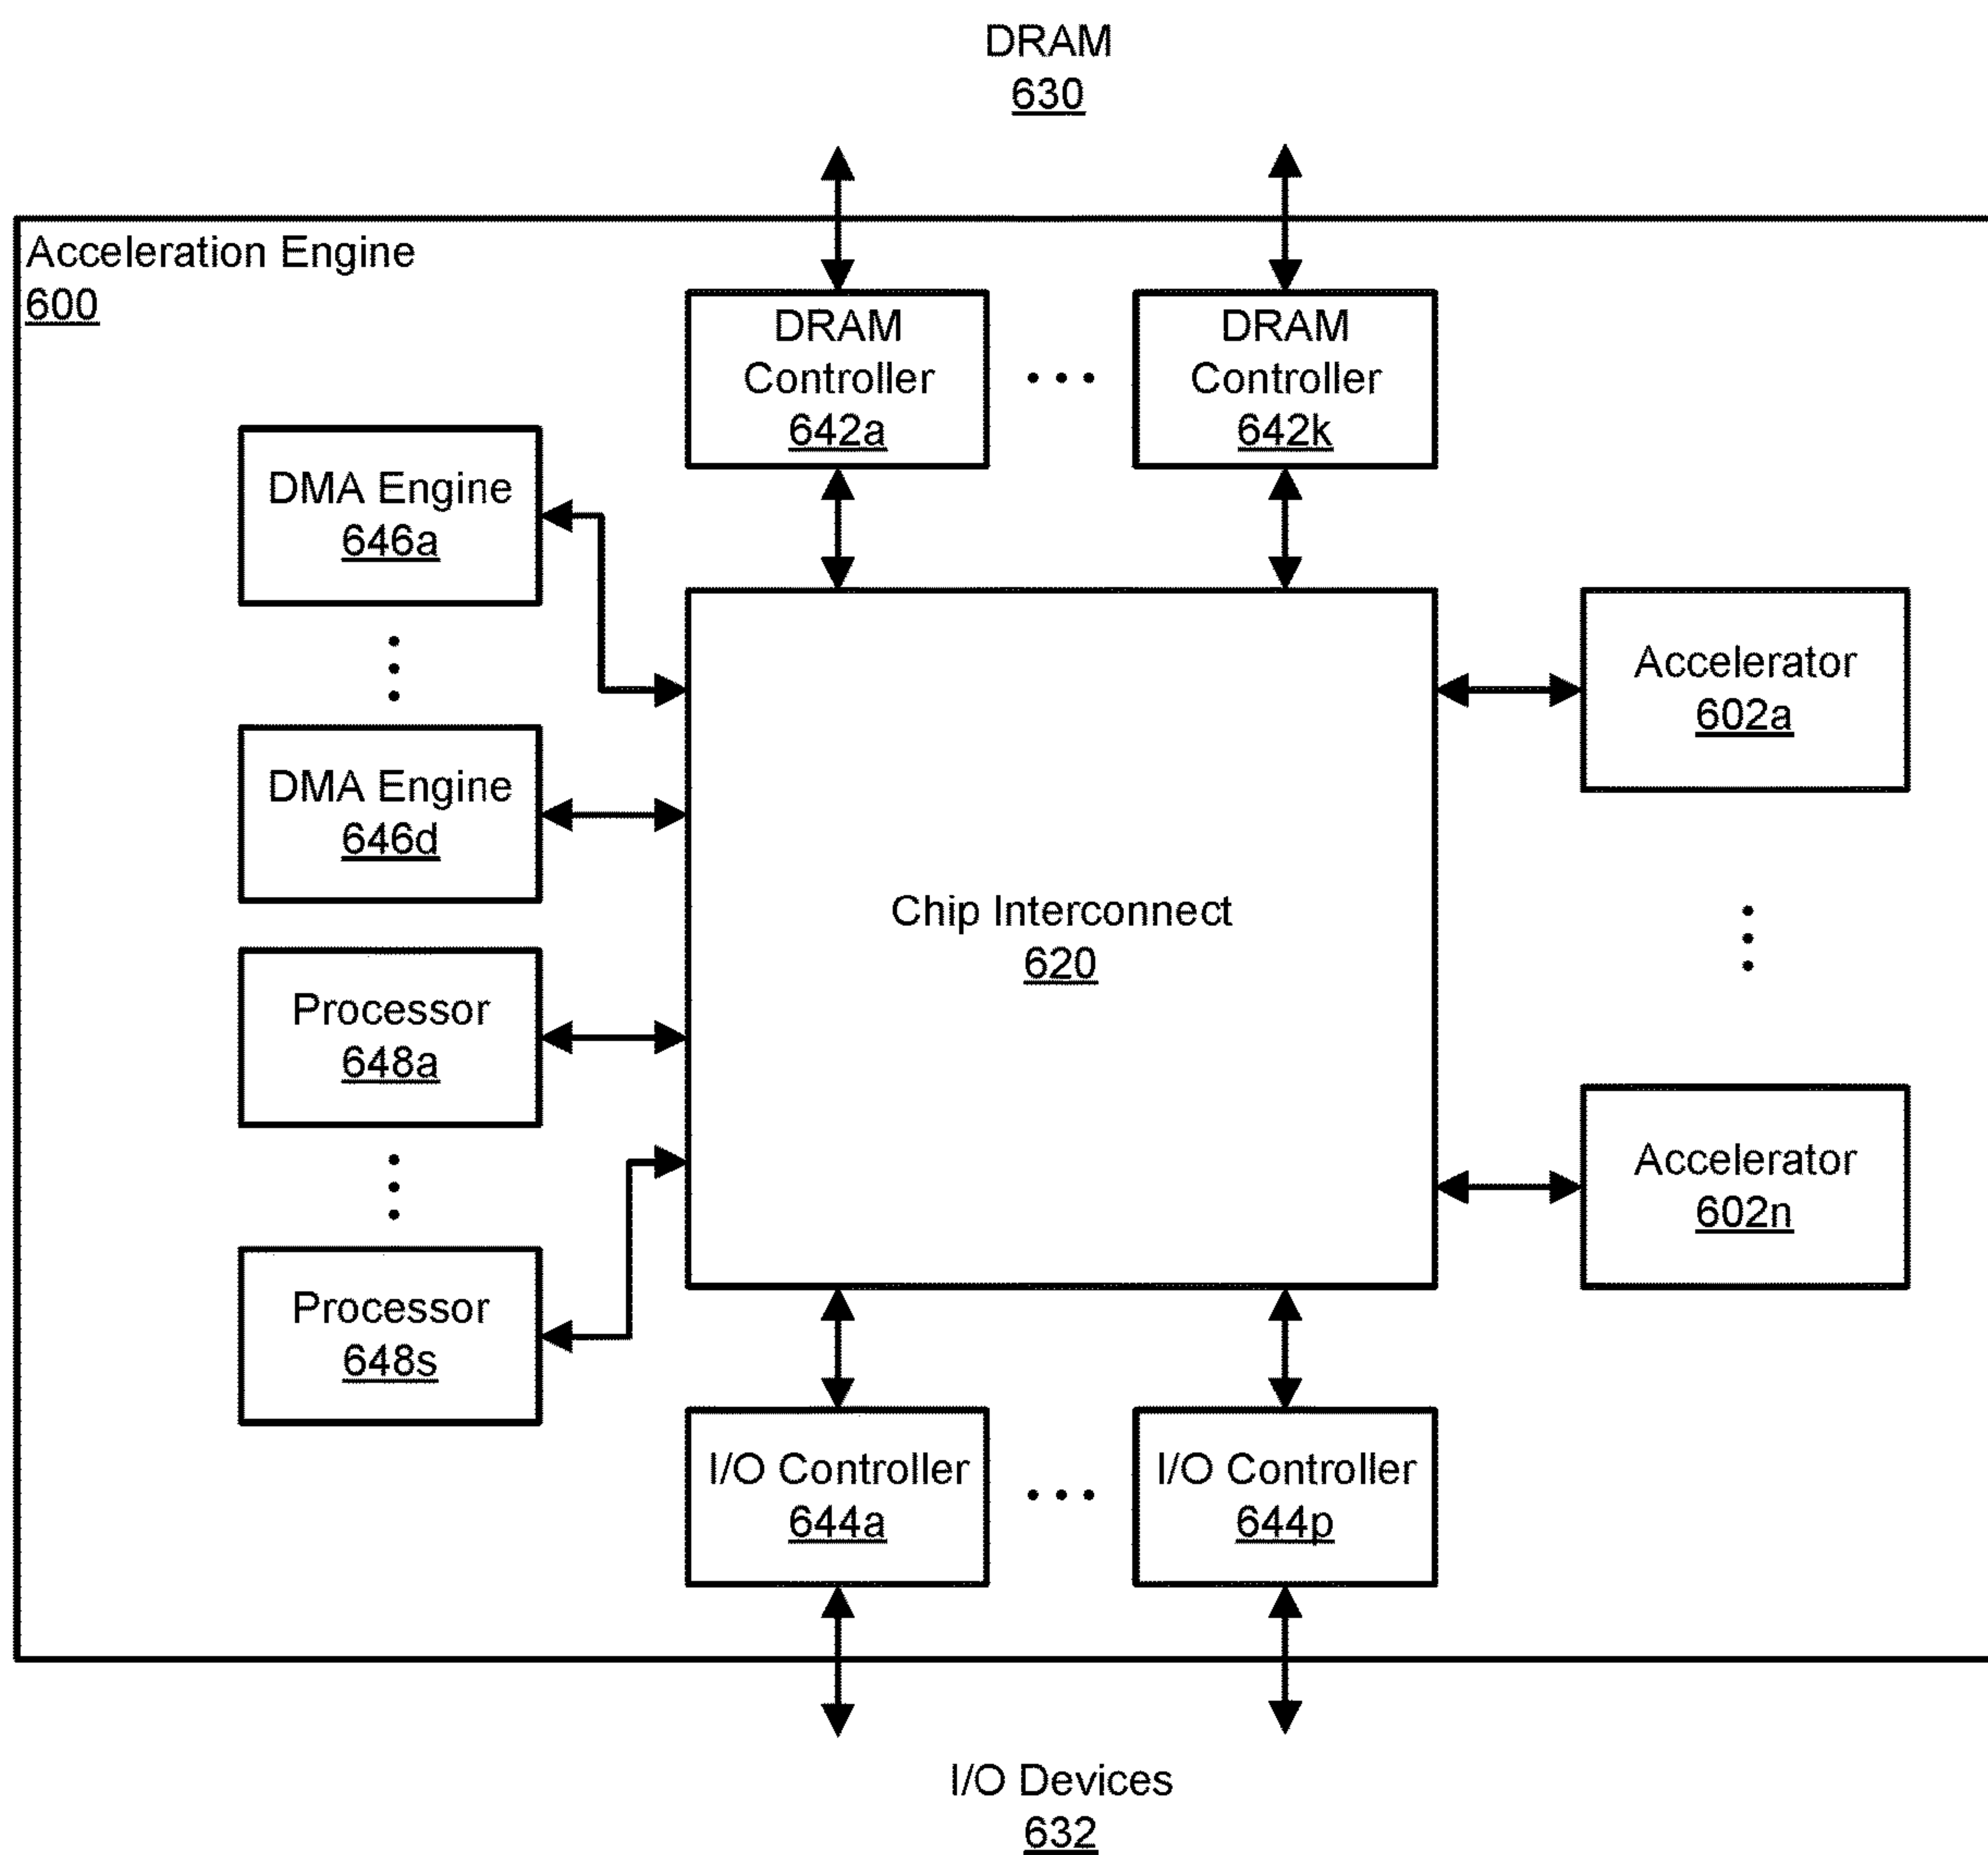 DRAM
630
Acceleration Engine
600
DRAM
Controller
642a
DRAM
Controller
642k
DMA Engine
646a
DMA Engine
646d
Processor
648a
Processor
648s
Chip Interconnect
620
Accelerator
602a
Accelerator
602n
I/O Controller
644a
I/O Controller
644p
I/O Devices
632